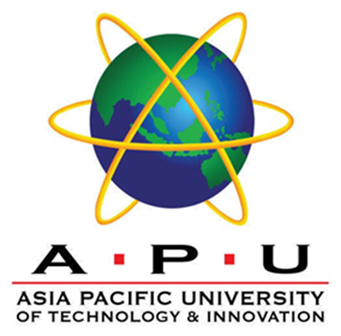 A·P·U
ASIA PACIFIC UNIVERSITY
OF TECHNOLOGY & INNOVATION